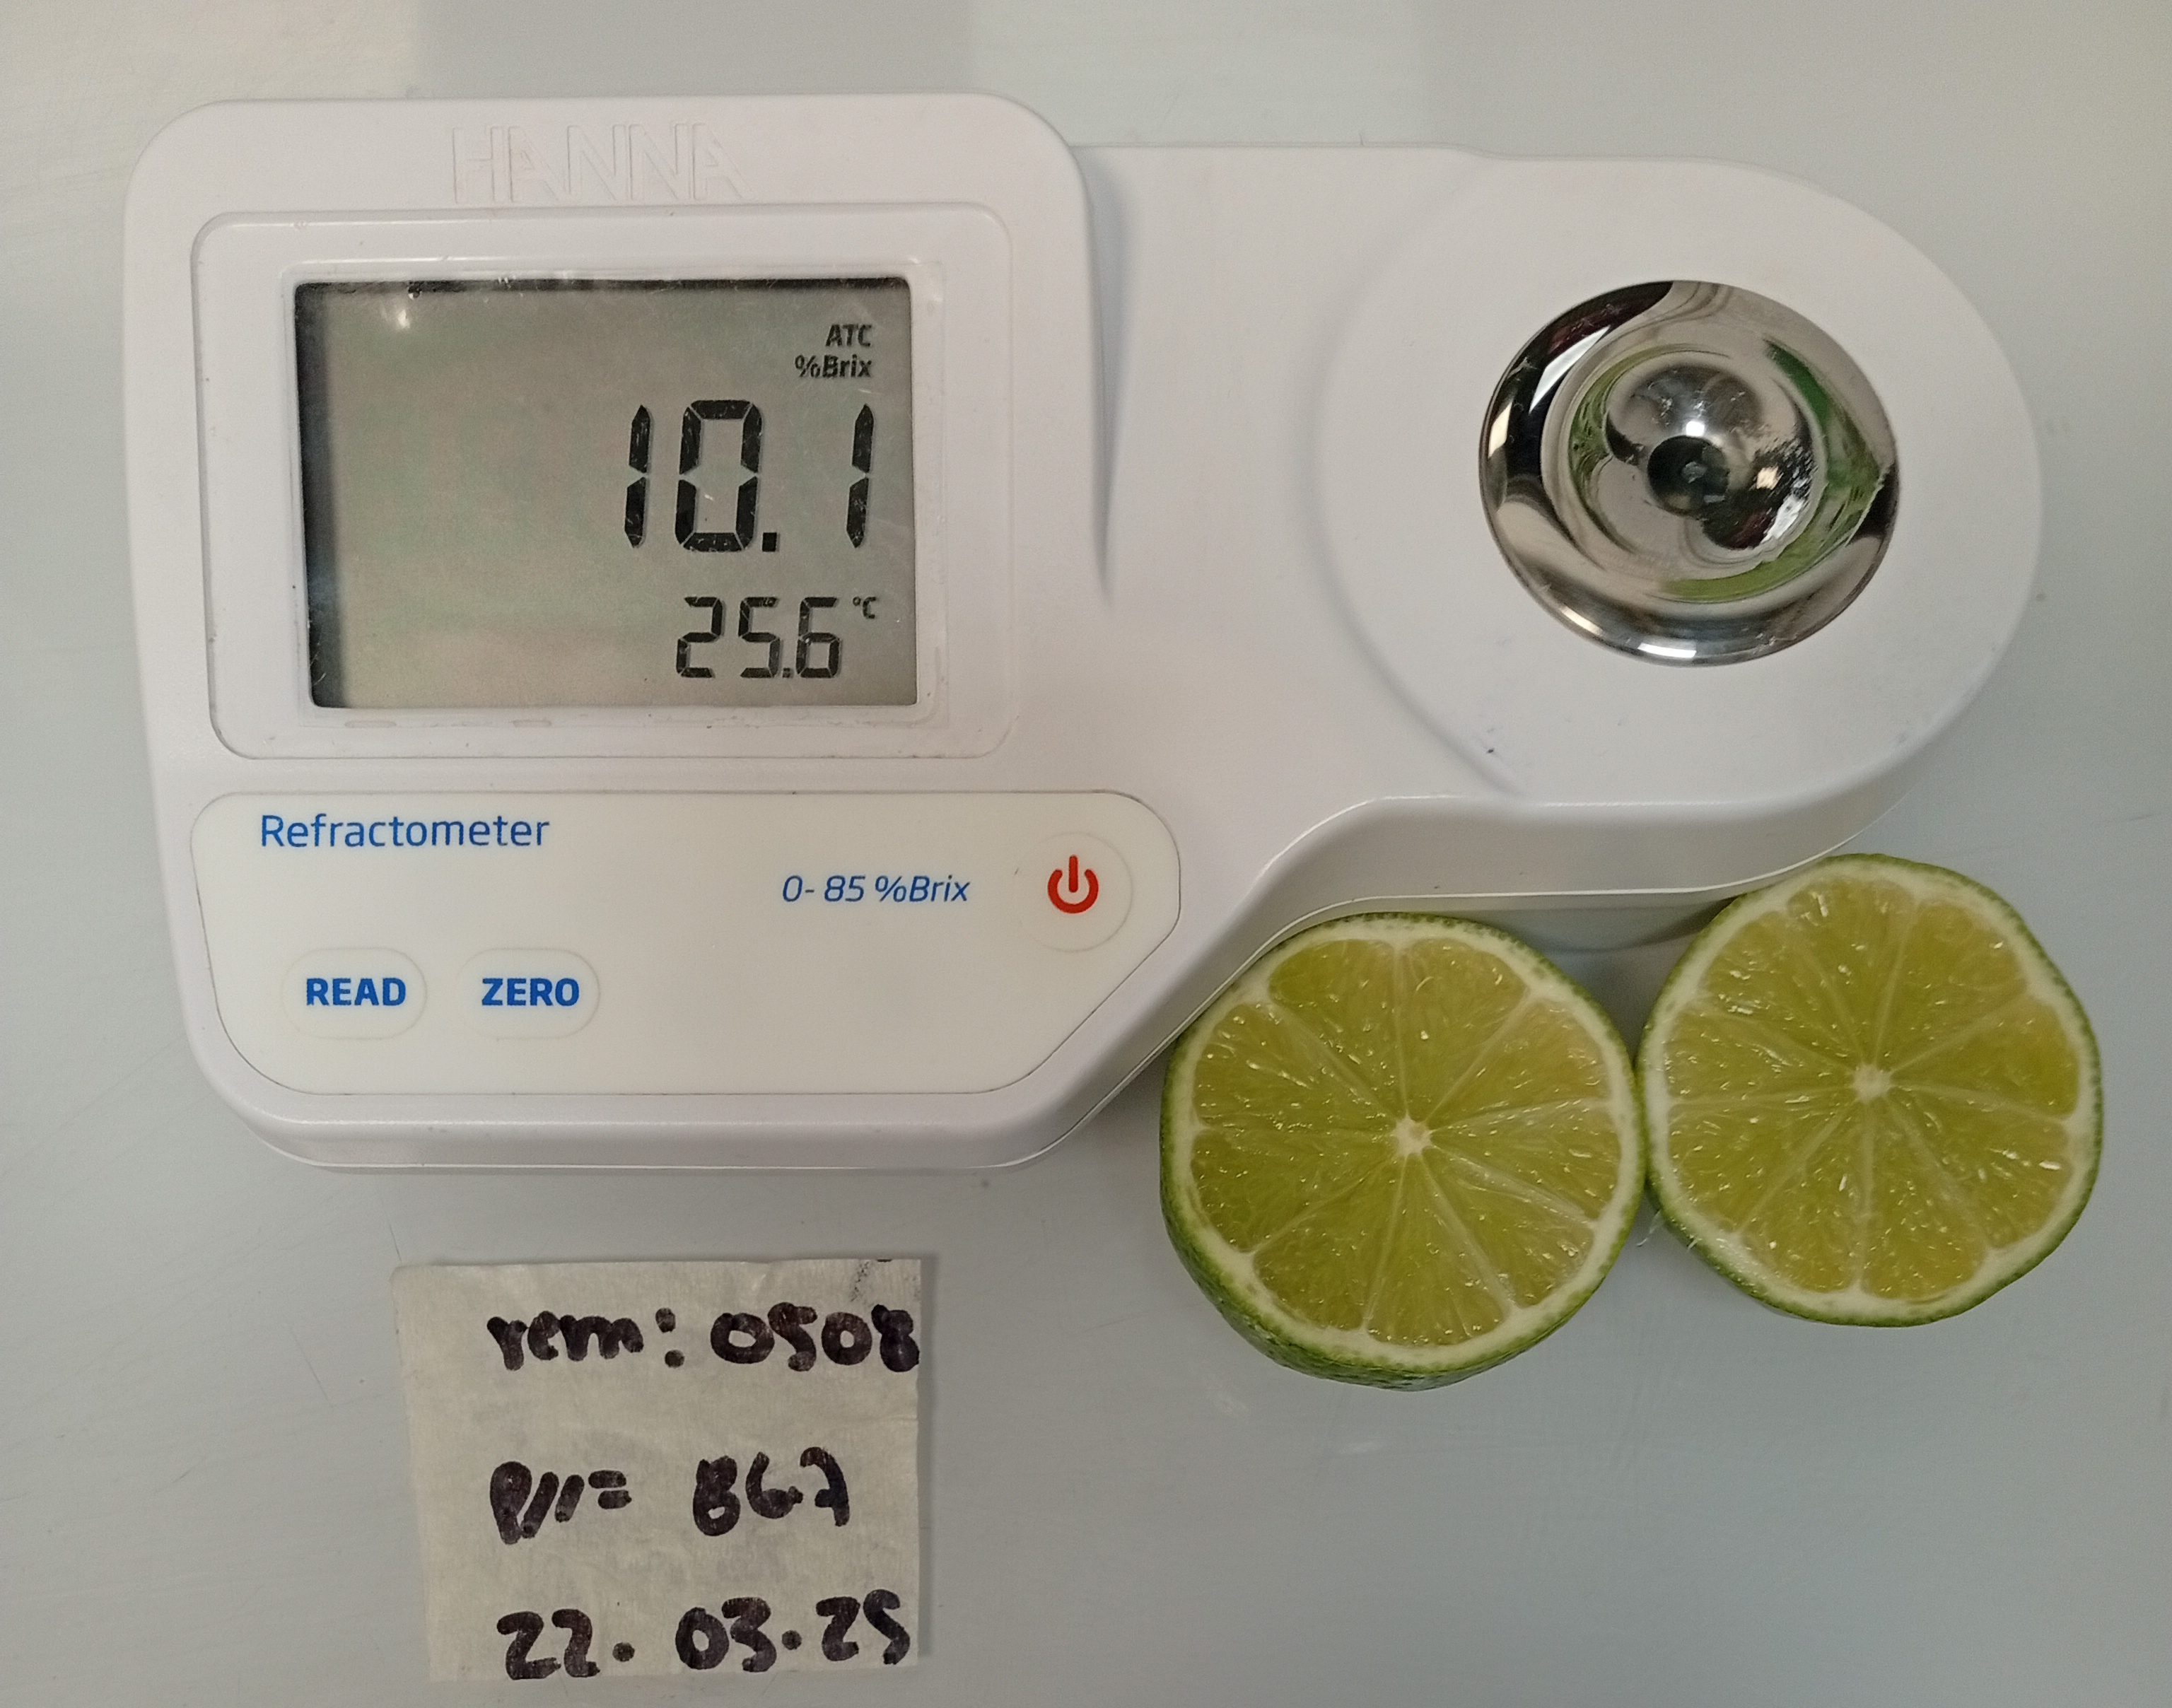 HANNA
ATC
%Brix
10.1
25.6 °C
Refractometer
0-85 %Brix
READ ZERO
rem: 0508
867
22.03.25